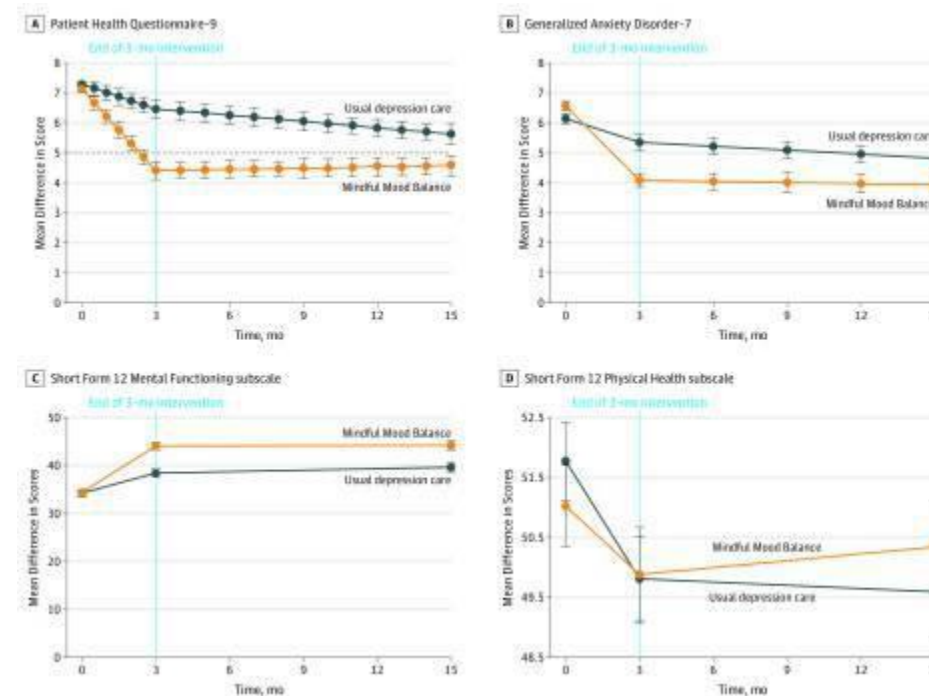 A Patient Health Questionnaire-9
End of 3-mo intervention
8
7
6
5
4
3
2
1
0
Mean Difference in Score
Usual depression care
Mindful Mood Balance
0 3 6 9 12 15
Time, mo
B Generalized Anxiety Disorder-7
End of 3-mo intervention
8
7
6
5
4
3
2
1
0
Mean Difference in Score
Usual depression car
Mindful Mood Balanc
0 3 6 9 12
Time, mo
C Short Form 12 Mental Functioning subscale
End of 3-mo intervention
50
40
30
20
10
0
Mean Difference in Scores
Mindful Mood Balance
Usual depression care
0 3 6 9 12 15
Time, mo
D Short Form 12 Physical Health subscale
End of 3-mo intervention
52.5
51.5
50.5
49.5
48.5
Mean Difference in Scores
Mindful Mood Balance
Usual depression care
0 3 6 9 12
Time, mo